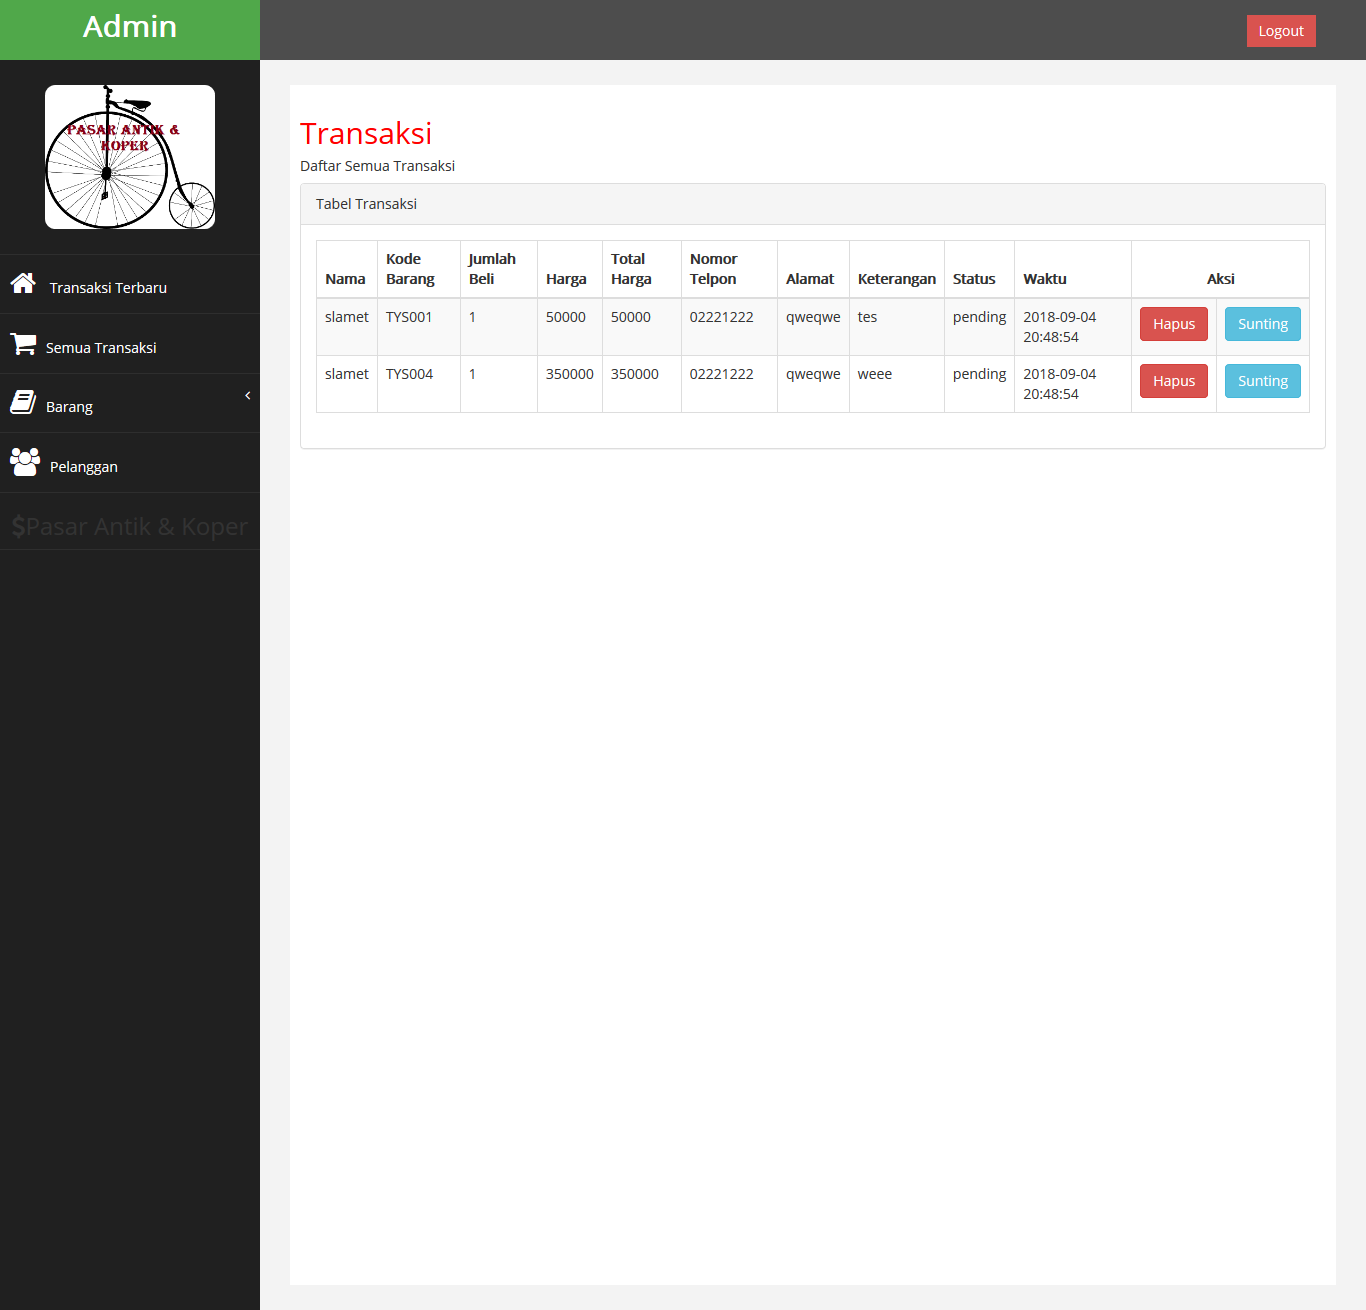 Admin
Logout
PASAR ANTIK &
KOPER
Transaksi Terbaru
Semua Transaksi
Barang
Pelanggan
$Pasar Antik & Koper
Transaksi
Daftar Semua Transaksi
Tabel Transaksi
Nama Kode Barang Jumlah Beli Harga Total Harga Nomor Telpon Alamat Keterangan Status Waktu Aksi
slamet TYS001 1 50000 50000 02221222 qweqwe tes pending 2018-09-04 20:48:54 Hapus Sunting
slamet TYS004 1 350000 350000 02221222 qweqwe weee pending 2018-09-04 20:48:54 Hapus Sunting